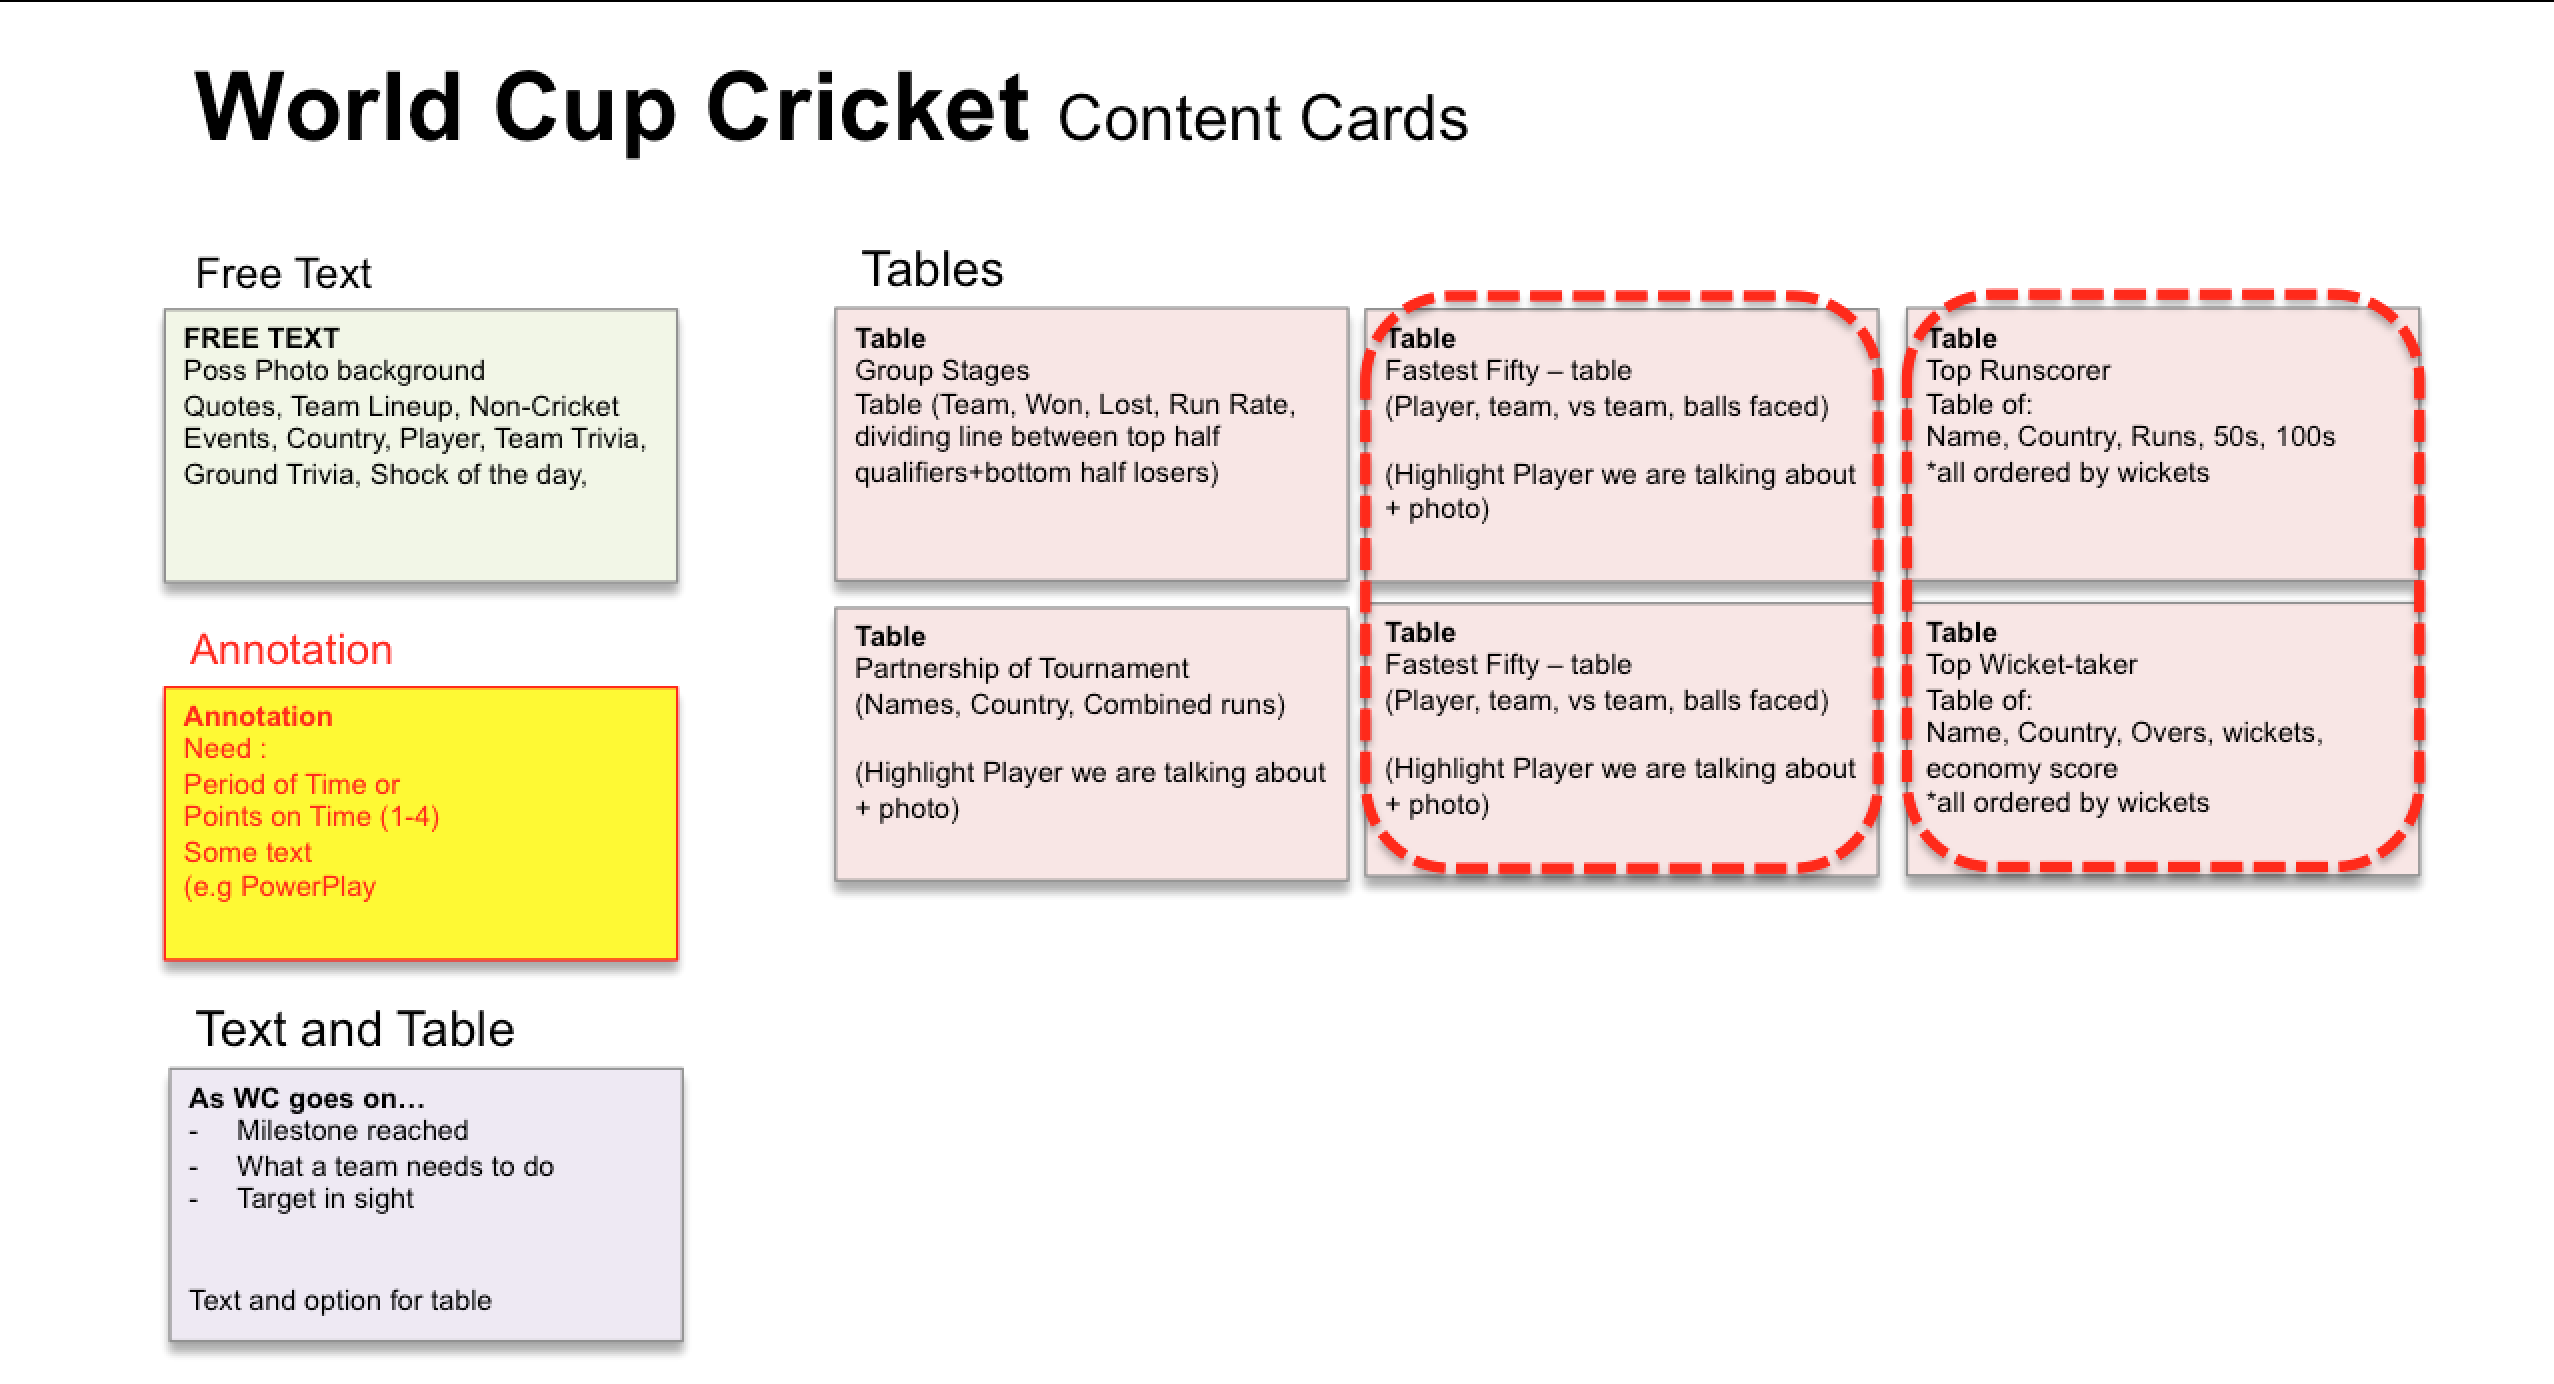 World Cup Cricket Content Cards
Free Text
FREE TEXT
Poss Photo background
Quotes, Team Lineup, Non-Cricket
Events, Country, Player, Team Trivia,
Ground Trivia, Shock of the day,
Annotation
Annotation
Need :
Period of Time or
Points on Time (1-4)
Some text
(e.g PowerPlay
Text and Table
As WC goes on…
- Milestone reached
- What a team needs to do
- Target in sight
Text and option for table
Tables
Table
Group Stages
Table (Team, Won, Lost, Run Rate,
dividing line between top half
qualifiers+bottom half losers)
Table
Fastest Fifty – table
(Player, team, vs team, balls faced)
(Highlight Player we are talking about
+ photo)
Table
Top Runscorer
Table of:
Name, Country, Runs, 50s, 100s
*all ordered by wickets
Table
Partnership of Tournament
(Names, Country, Combined runs)
(Highlight Player we are talking about
+ photo)
Table
Fastest Fifty – table
(Player, team, vs team, balls faced)
(Highlight Player we are talking about
+ photo)
Table
Top Wicket-taker
Table of:
Name, Country, Overs, wickets,
economy score
*all ordered by wickets